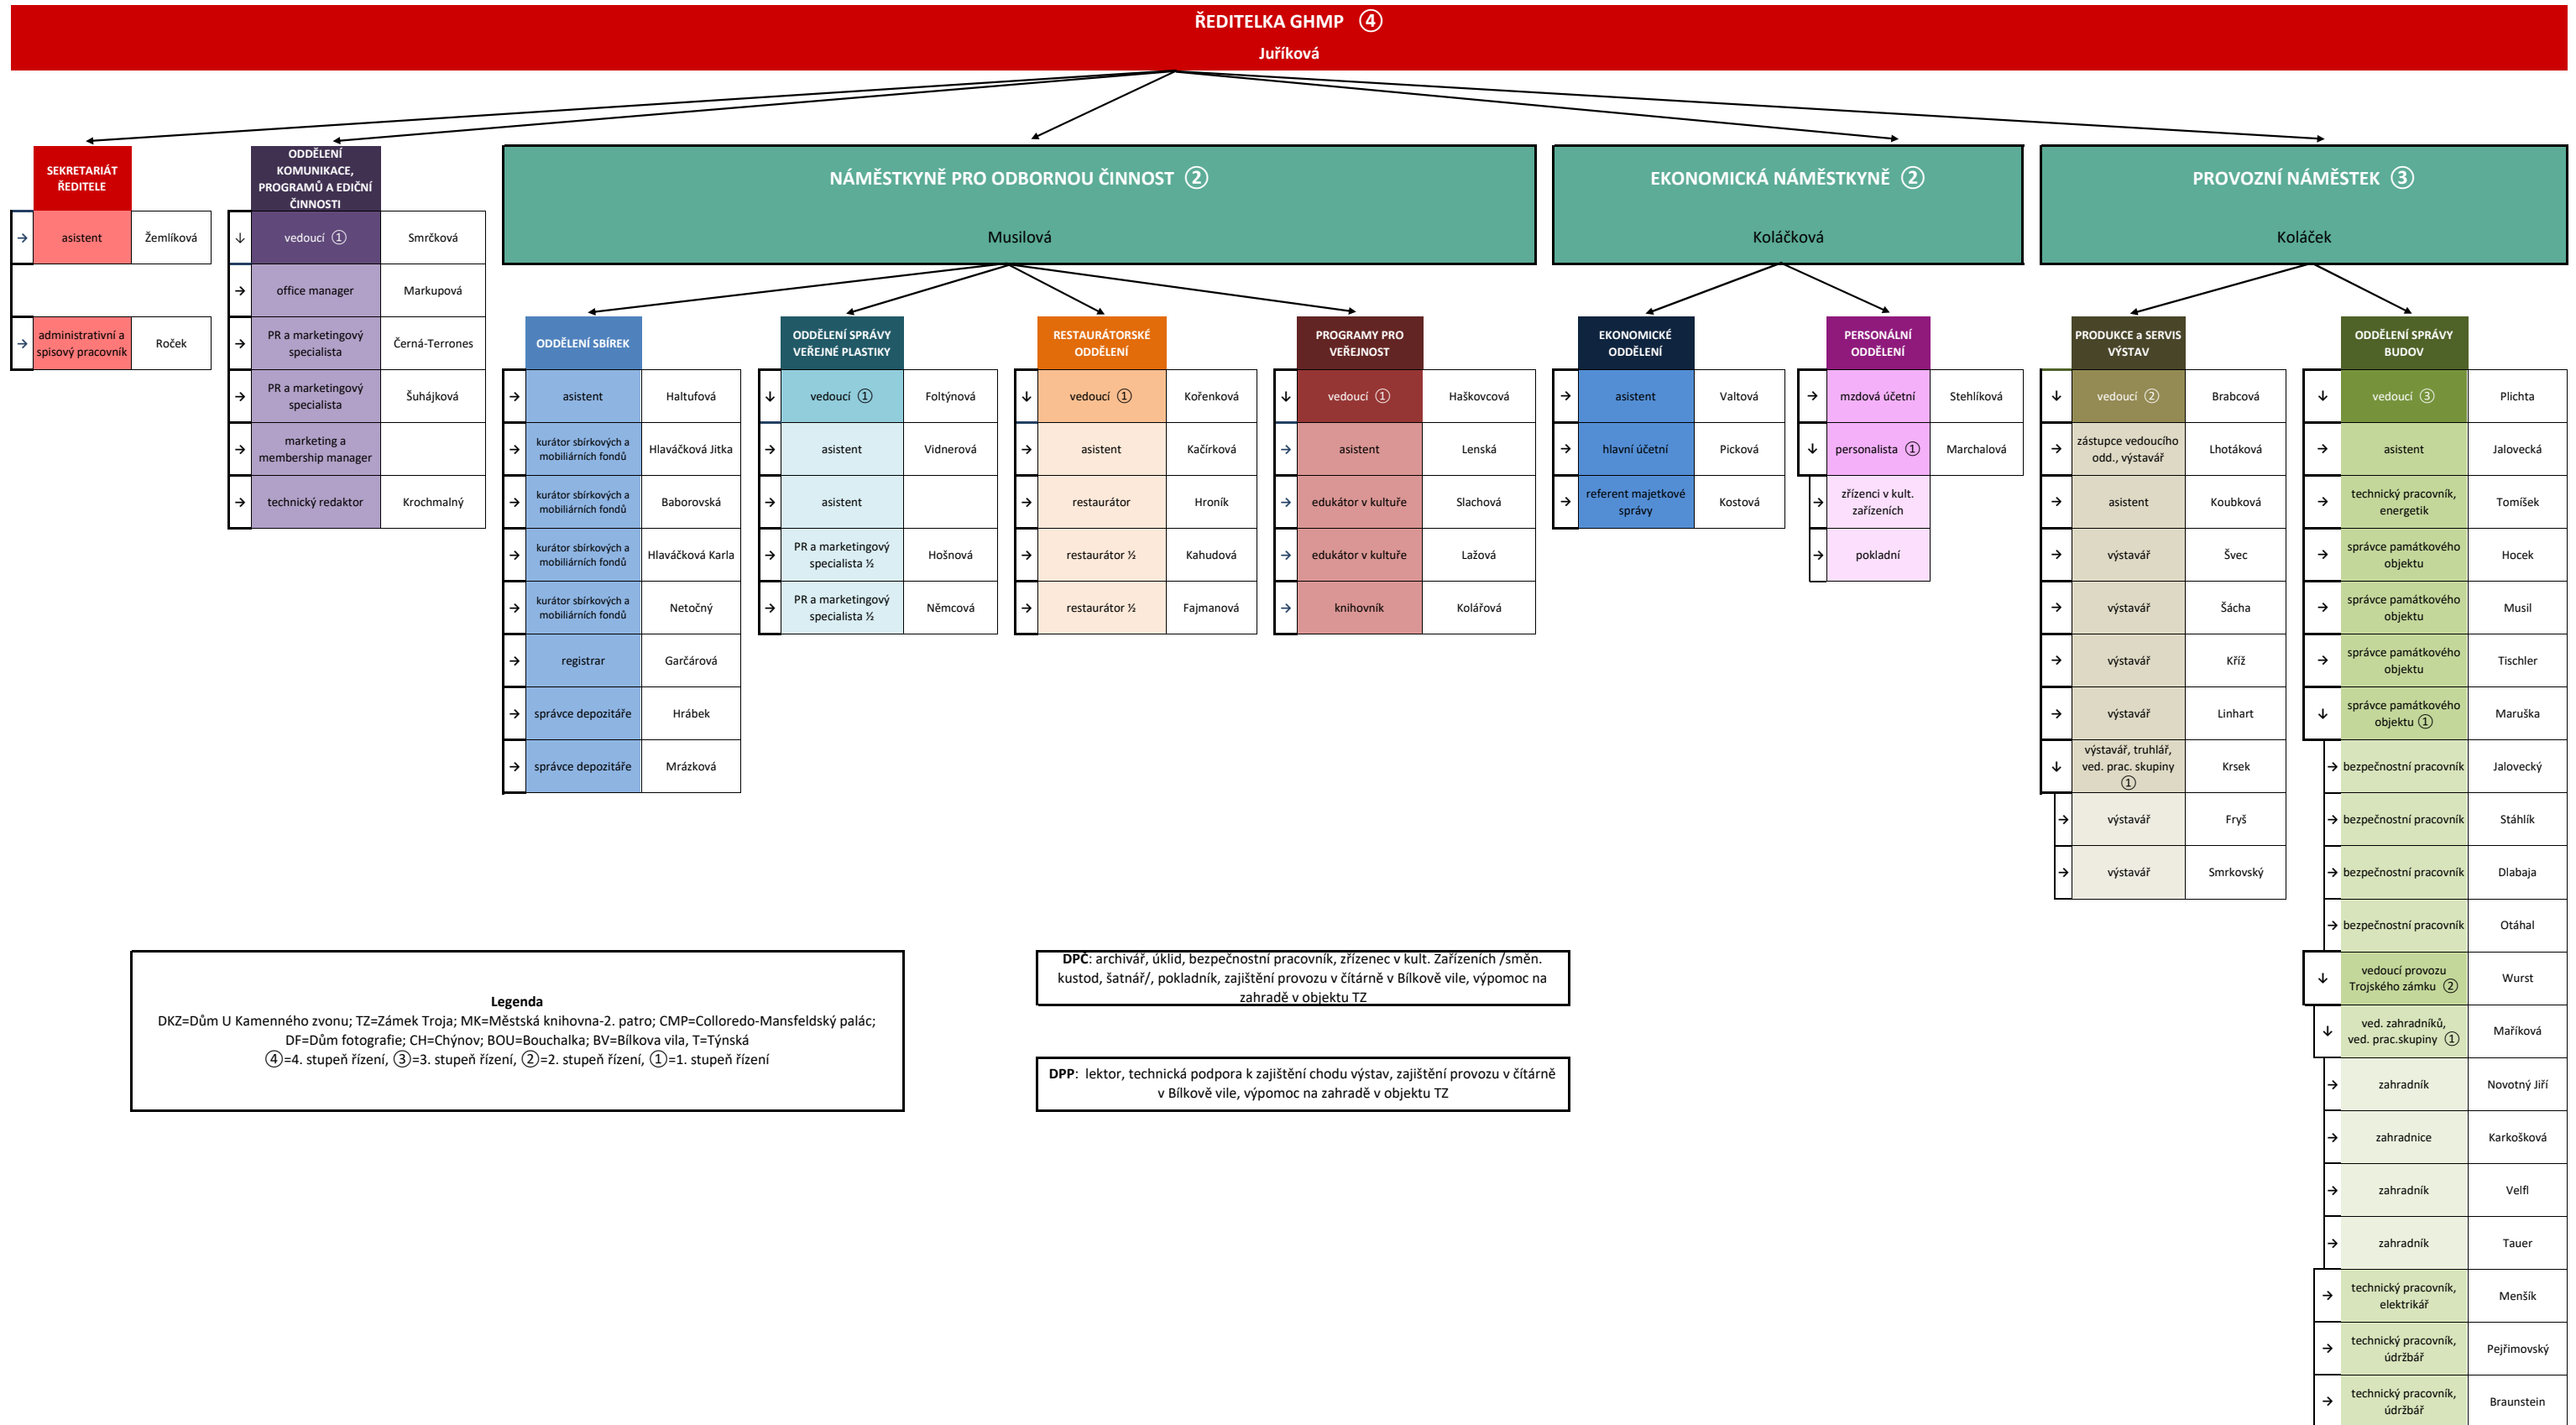 ŘEDITELKA GHMP ④
Juříková
SEKRETARIÁT
ŘEDITELE
→ asistent Žemlíková
→ administrativní a
spisový pracovník Roček
ODDĚLENÍ
KOMUNIKACE,
PROGRAMŮ A EDIČNÍ
ČINNOSTI
↓ vedoucí ① Smrčková
→ office manager Markupová
→ PR a marketingový
specialista Černá-Terrones
→ PR a marketingový
specialista Šuhájková
→ marketing a
membership manager
→ technický redaktor Krochmalný
NÁMĚSTKYNĚ PRO ODBORNOU ČINNOST ②
Musilová
ODDĚLENÍ SBÍREK
→ asistent Haltufová
→ kurátor sbírkových a
mobiliárních fondů Hlaváčková Jitka
→ kurátor sbírkových a
mobiliárních fondů Baborovská
→ kurátor sbírkových a
mobiliárních fondů Hlaváčková Karla
→ kurátor sbírkových a
mobiliárních fondů Netočný
→ registrar Garčárová
→ správce depozitáře Hrábek
→ správce depozitáře Mrázková
ODDĚLENÍ SPRÁVY
VEŘEJNÉ PLASTIKY
↓ vedoucí ① Foltýnová
→ asistent Vidnerová
→ asistent
→ PR a marketingový
specialista ½ Hošnová
→ PR a marketingový
specialista ½ Němcová
RESTAURÁTORSKÉ
ODDĚLENÍ
↓ vedoucí ① Kořenková
→ asistent Kačírková
→ restaurátor Hroník
→ restaurátor ½ Kahudová
→ restaurátor ½ Fajmanová
PROGRAMY PRO
VEŘEJNOST
↓ vedoucí ① Haškovcová
→ asistent Lenská
→ edukátor v kultuře Slachová
→ edukátor v kultuře Lažová
→ knihovník Kolářová
EKONOMICKÁ NÁMĚSTKYNĚ ②
Koláčková
EKONOMICKÉ
ODDĚLENÍ
→ asistent Valtová
→ hlavní účetní Picková
→ referent majetkové
správy Kostová
PERSONÁLNÍ
ODDĚLENÍ
→ mzdová účetní Stehlíková
↓ personalista ① Marchalová
→ zřízenci v kult.
zařízeních
→ pokladní
PROVOZNÍ NÁMĚSTEK ③
Koláček
PRODUKCE a SERVIS
VÝSTAV
↓ vedoucí ② Brabcová
→ zástupce vedoucího
odd., výstavář Lhotáková
→ asistent Koubková
→ výstavář Švec
→ výstavář Šácha
→ výstavář Kříž
→ výstavář Linhart
↓ výstavář, truhlář,
ved. prac. skupiny
① Krsek
→ výstavář Fryš
→ výstavář Smrkovský
ODDĚLENÍ SPRÁVY
BUDOV
↓ vedoucí ③ Plichta
→ asistent Jalovecká
→ technický pracovník,
energetik Tomíšek
→ správce památkového
objektu Hocek
→ správce památkového
objektu Musil
→ správce památkového
objektu Tischler
↓ správce památkového
objektu ① Maruška
→ bezpečnostní pracovník Jalovecký
→ bezpečnostní pracovník Stáhlík
→ bezpečnostní pracovník Dlabaja
→ bezpečnostní pracovník Otáhal
↓ vedoucí provozu
Trojského zámku ② Wurst
↓ ved. zahradníků,
ved. prac.skupiny ① Maříková
→ zahradník Novotný Jiří
→ zahradnice Karkošková
→ zahradník Velfl
→ zahradník Tauer
→ technický pracovník,
elektrikář Menšík
→ technický pracovník,
údržbář Pejřimovský
→ technický pracovník,
údržbář Braunstein
Legenda
DKZ=Dům U Kamenného zvonu; TZ=Zámek Troja; MK=Městská knihovna-2. patro; CMP=Colloredo-Mansfeldský palác;
DF=Dům fotografie; CH=Chýnov; BOU=Bouchalka; BV=Bílkova vila, T=Týnská
④=4. stupeň řízení, ③=3. stupeň řízení, ②=2. stupeň řízení, ①=1. stupeň řízení
DPČ: archivář, úklid, bezpečnostní pracovník, zřízenec v kult. Zařízeních /směn.
kustod, šatnář/, pokladník, zajištění provozu v čítárně v Bílkově vile, výpomoc na
zahradě v objektu TZ
DPP: lektor, technická podpora k zajištění chodu výstav, zajištění provozu v čítárně
v Bílkově vile, výpomoc na zahradě v objektu TZ